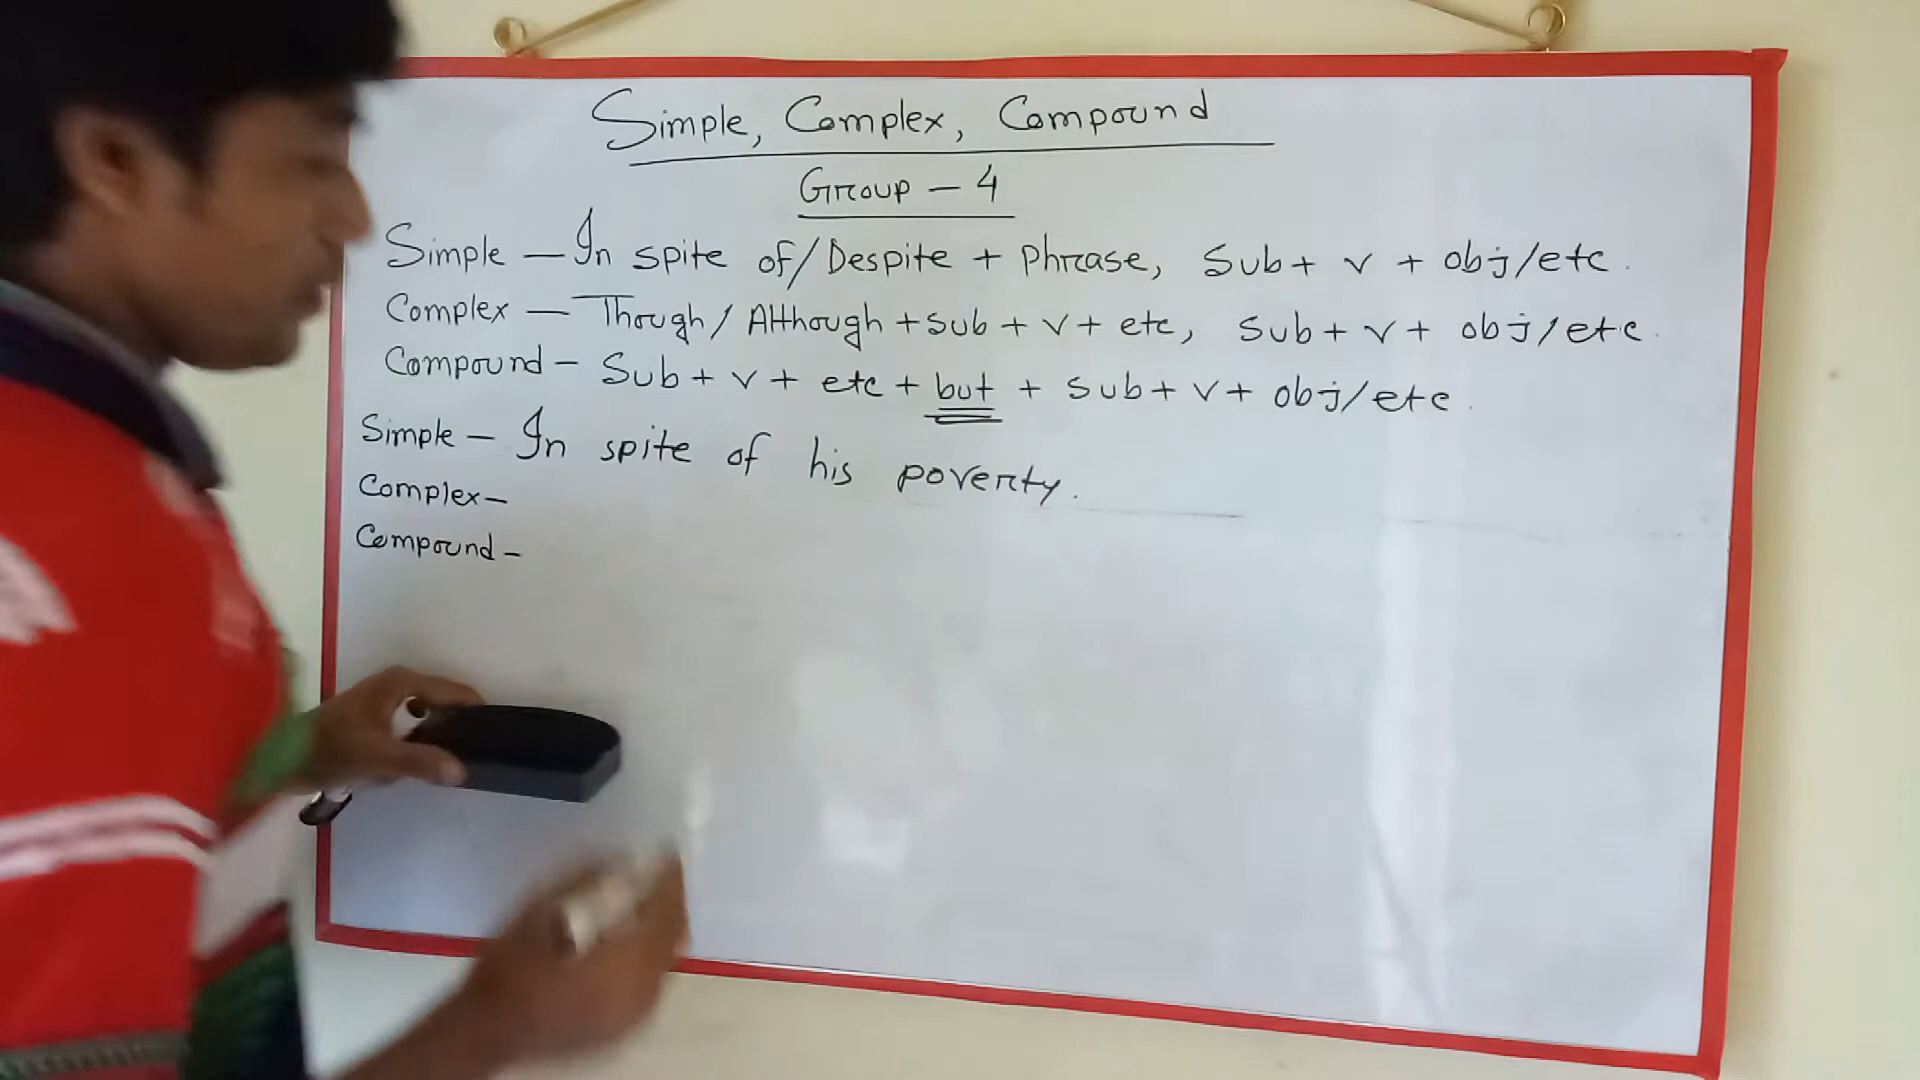 Simple, Complex, Compound
Group - 4
Simple — In spite of/Despite + Phrase, Sub+ v + obj/etc.
Complex — Though/ Although +sub + v + etc, Sub + v + obj/etc.
Compound - Sub + v + etc + but + sub + v + obj/etc.
Simple - In spite of his poverty.
Complex-
Compound -